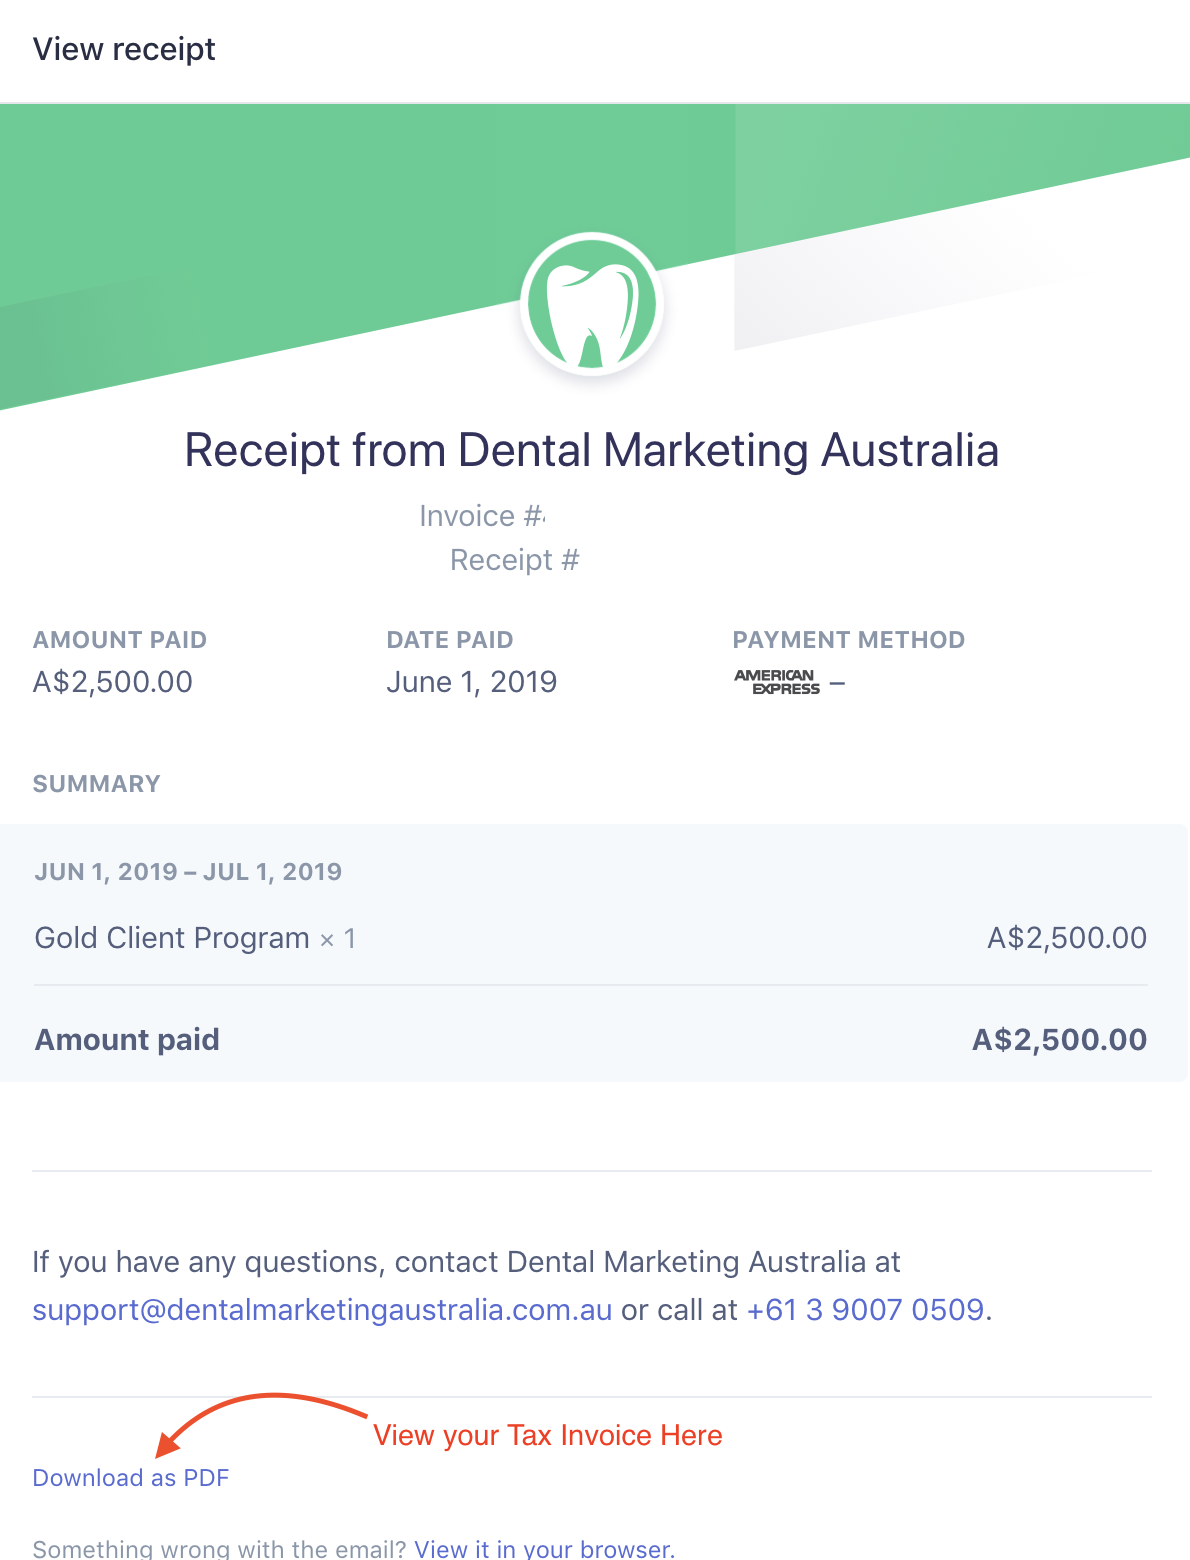 View receipt
Receipt from Dental Marketing Australia
Invoice #
Receipt #
AMOUNT PAID DATE PAID PAYMENT METHOD
A$2,500.00 June 1, 2019 AMERICAN EXPRESS –
SUMMARY
JUN 1, 2019 – JUL 1, 2019
Gold Client Program × 1 A$2,500.00
Amount paid A$2,500.00
If you have any questions, contact Dental Marketing Australia at
support@dentalmarketingaustralia.com.au or call at +61 3 9007 0509.
View your Tax Invoice Here
Download as PDF
Something wrong with the email? View it in your browser.